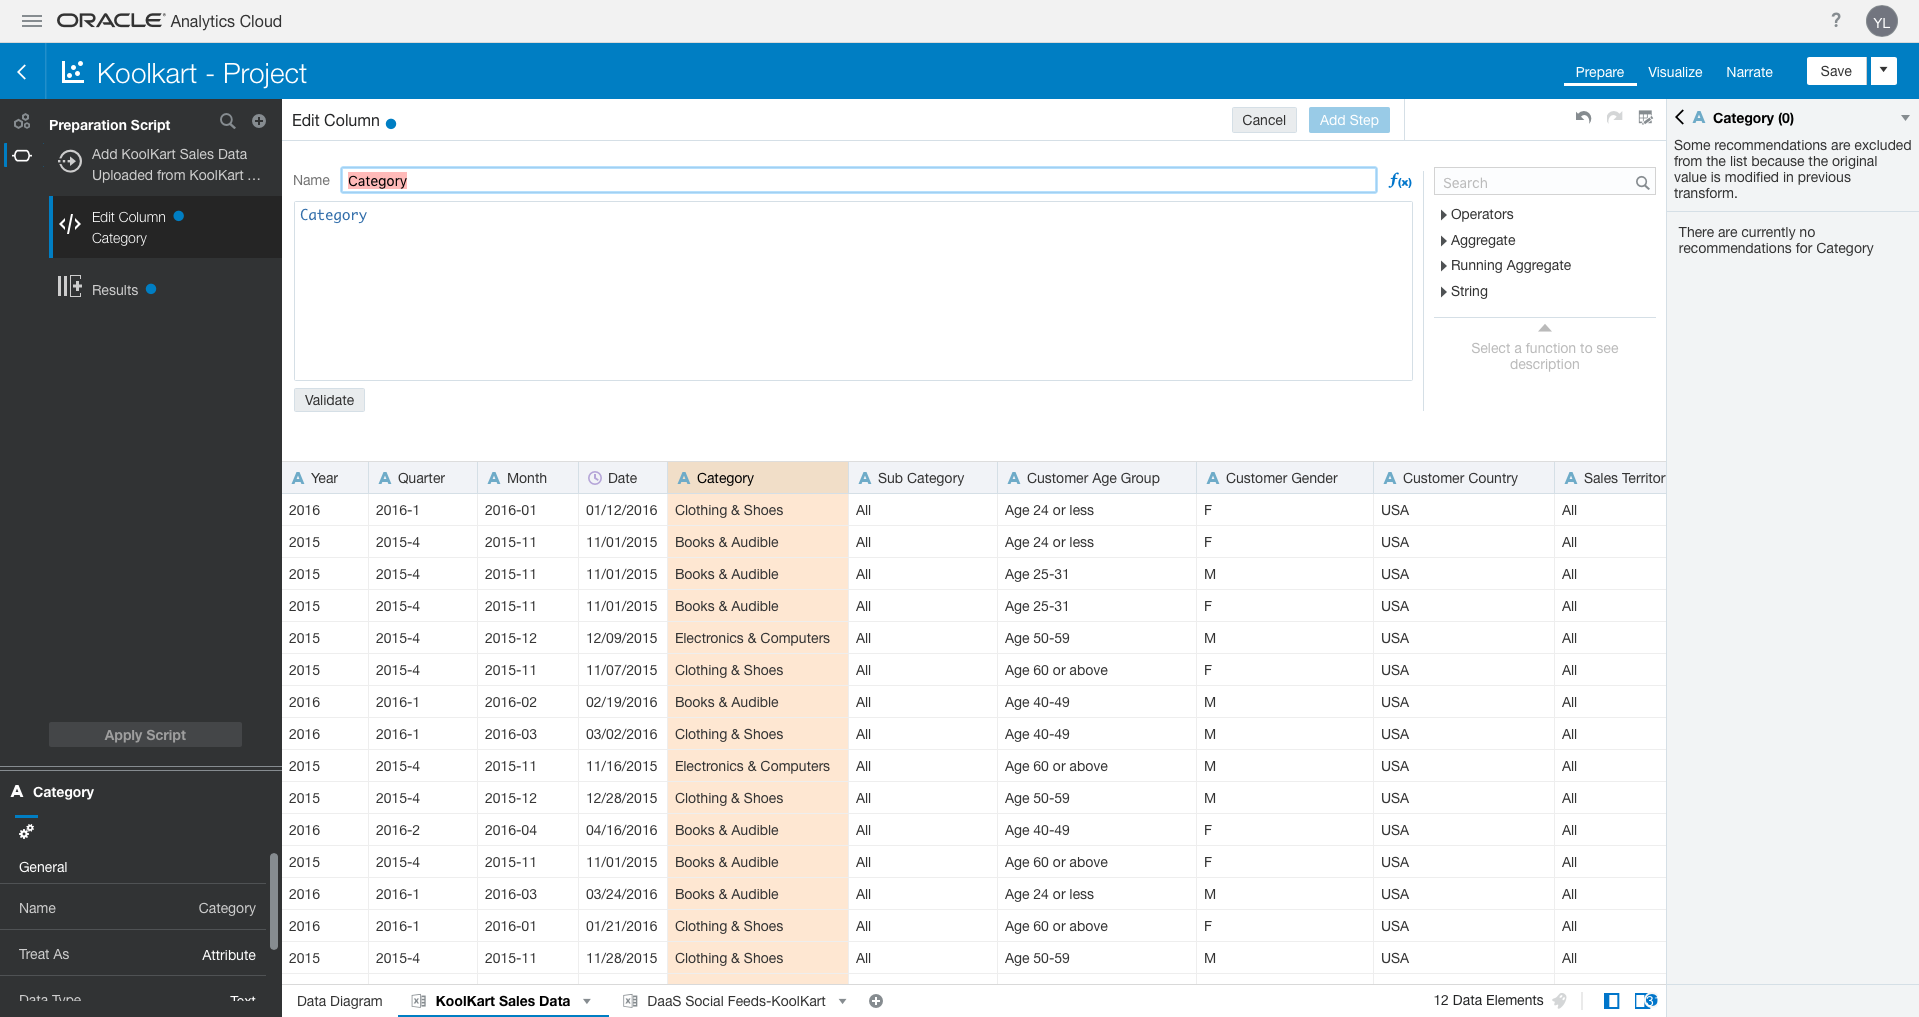 ORACLE Analytics Cloud
? YL
Koolkart - Project
Prepare Visualize Narrate Save
Preparation Script
Add KoolKart Sales Data
Uploaded from KoolKart ...
Edit Column
Category
Results
Apply Script
A Category
General
Name Category
Treat As Attribute
Data Type Text
Edit Column
Cancel Add Step
Name Category f(x)
Category
Validate
Search
Operators
Aggregate
Running Aggregate
String
Select a function to see
description
A Category (0)
Some recommendations are excluded
from the list because the original
value is modified in previous
transform.
There are currently no
recommendations for Category
A Year A Quarter A Month Date A Category A Sub Category A Customer Age Group A Customer Gender A Customer Country A Sales Territor
2016 2016-1 2016-01 01/12/2016 Clothing & Shoes All Age 24 or less F USA All
2015 2015-4 2015-11 11/01/2015 Books & Audible All Age 24 or less F USA All
2015 2015-4 2015-11 11/01/2015 Books & Audible All Age 25-31 M USA All
2015 2015-4 2015-11 11/01/2015 Books & Audible All Age 25-31 F USA All
2015 2015-4 2015-12 12/09/2015 Electronics & Computers All Age 50-59 M USA All
2015 2015-4 2015-11 11/07/2015 Clothing & Shoes All Age 60 or above F USA All
2016 2016-1 2016-02 02/19/2016 Books & Audible All Age 40-49 M USA All
2016 2016-1 2016-03 03/02/2016 Clothing & Shoes All Age 40-49 M USA All
2015 2015-4 2015-11 11/16/2015 Electronics & Computers All Age 60 or above M USA All
2015 2015-4 2015-12 12/28/2015 Clothing & Shoes All Age 50-59 M USA All
2016 2016-2 2016-04 04/16/2016 Books & Audible All Age 40-49 F USA All
2015 2015-4 2015-11 11/01/2015 Books & Audible All Age 60 or above F USA All
2016 2016-1 2016-03 03/24/2016 Books & Audible All Age 24 or less M USA All
2016 2016-1 2016-01 01/21/2016 Clothing & Shoes All Age 60 or above F USA All
2015 2015-4 2015-11 11/28/2015 Clothing & Shoes All Age 50-59 M USA All
Data Diagram KoolKart Sales Data DaaS Social Feeds-KoolKart 12 Data Elements 3